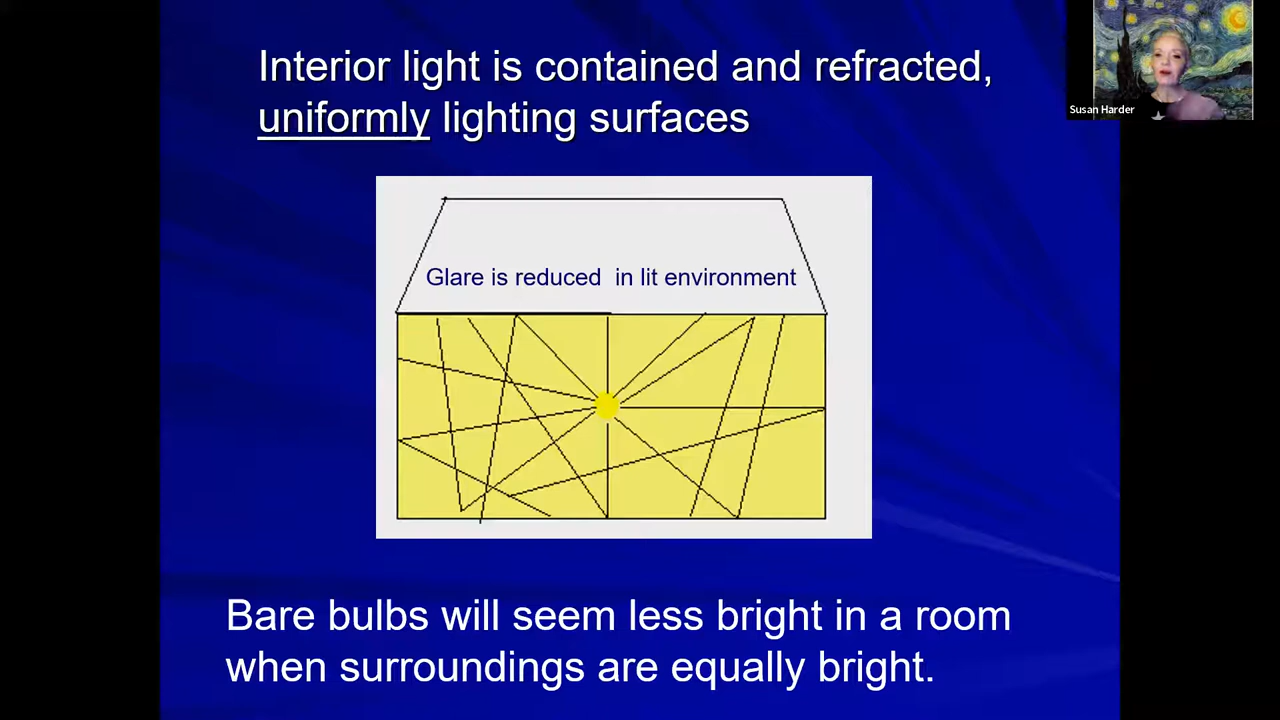 Interior light is contained and refracted,
uniformly lighting surfaces
Susan Harder
Glare is reduced in lit environment
Bare bulbs will seem less bright in a room
when surroundings are equally bright.